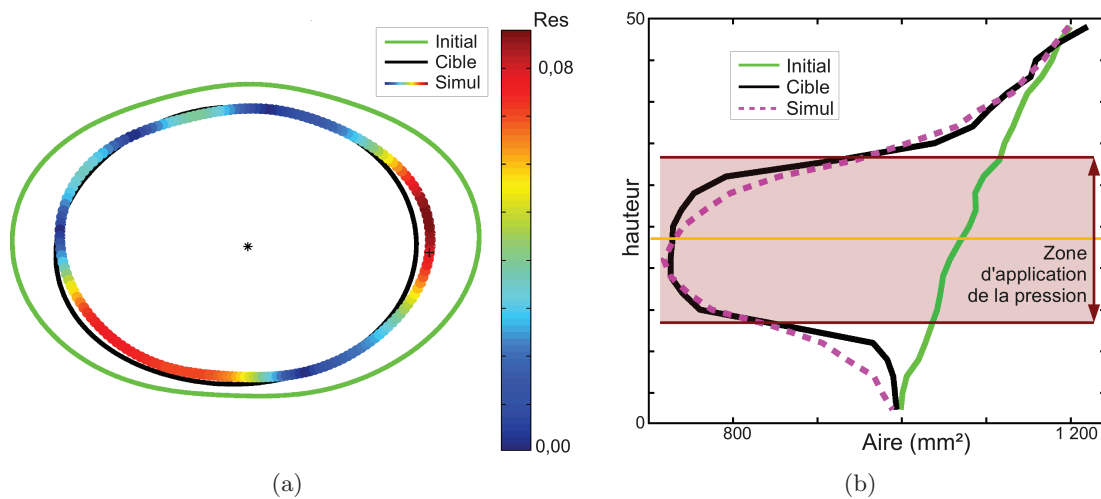 Res
Initial
Cible
Simul
0,08
0,00
(a)
50
hauteur
Initial
Cible
Simul
Zone
d'application
de la pression
0
800
Aire (mm²)
1 200
(b)